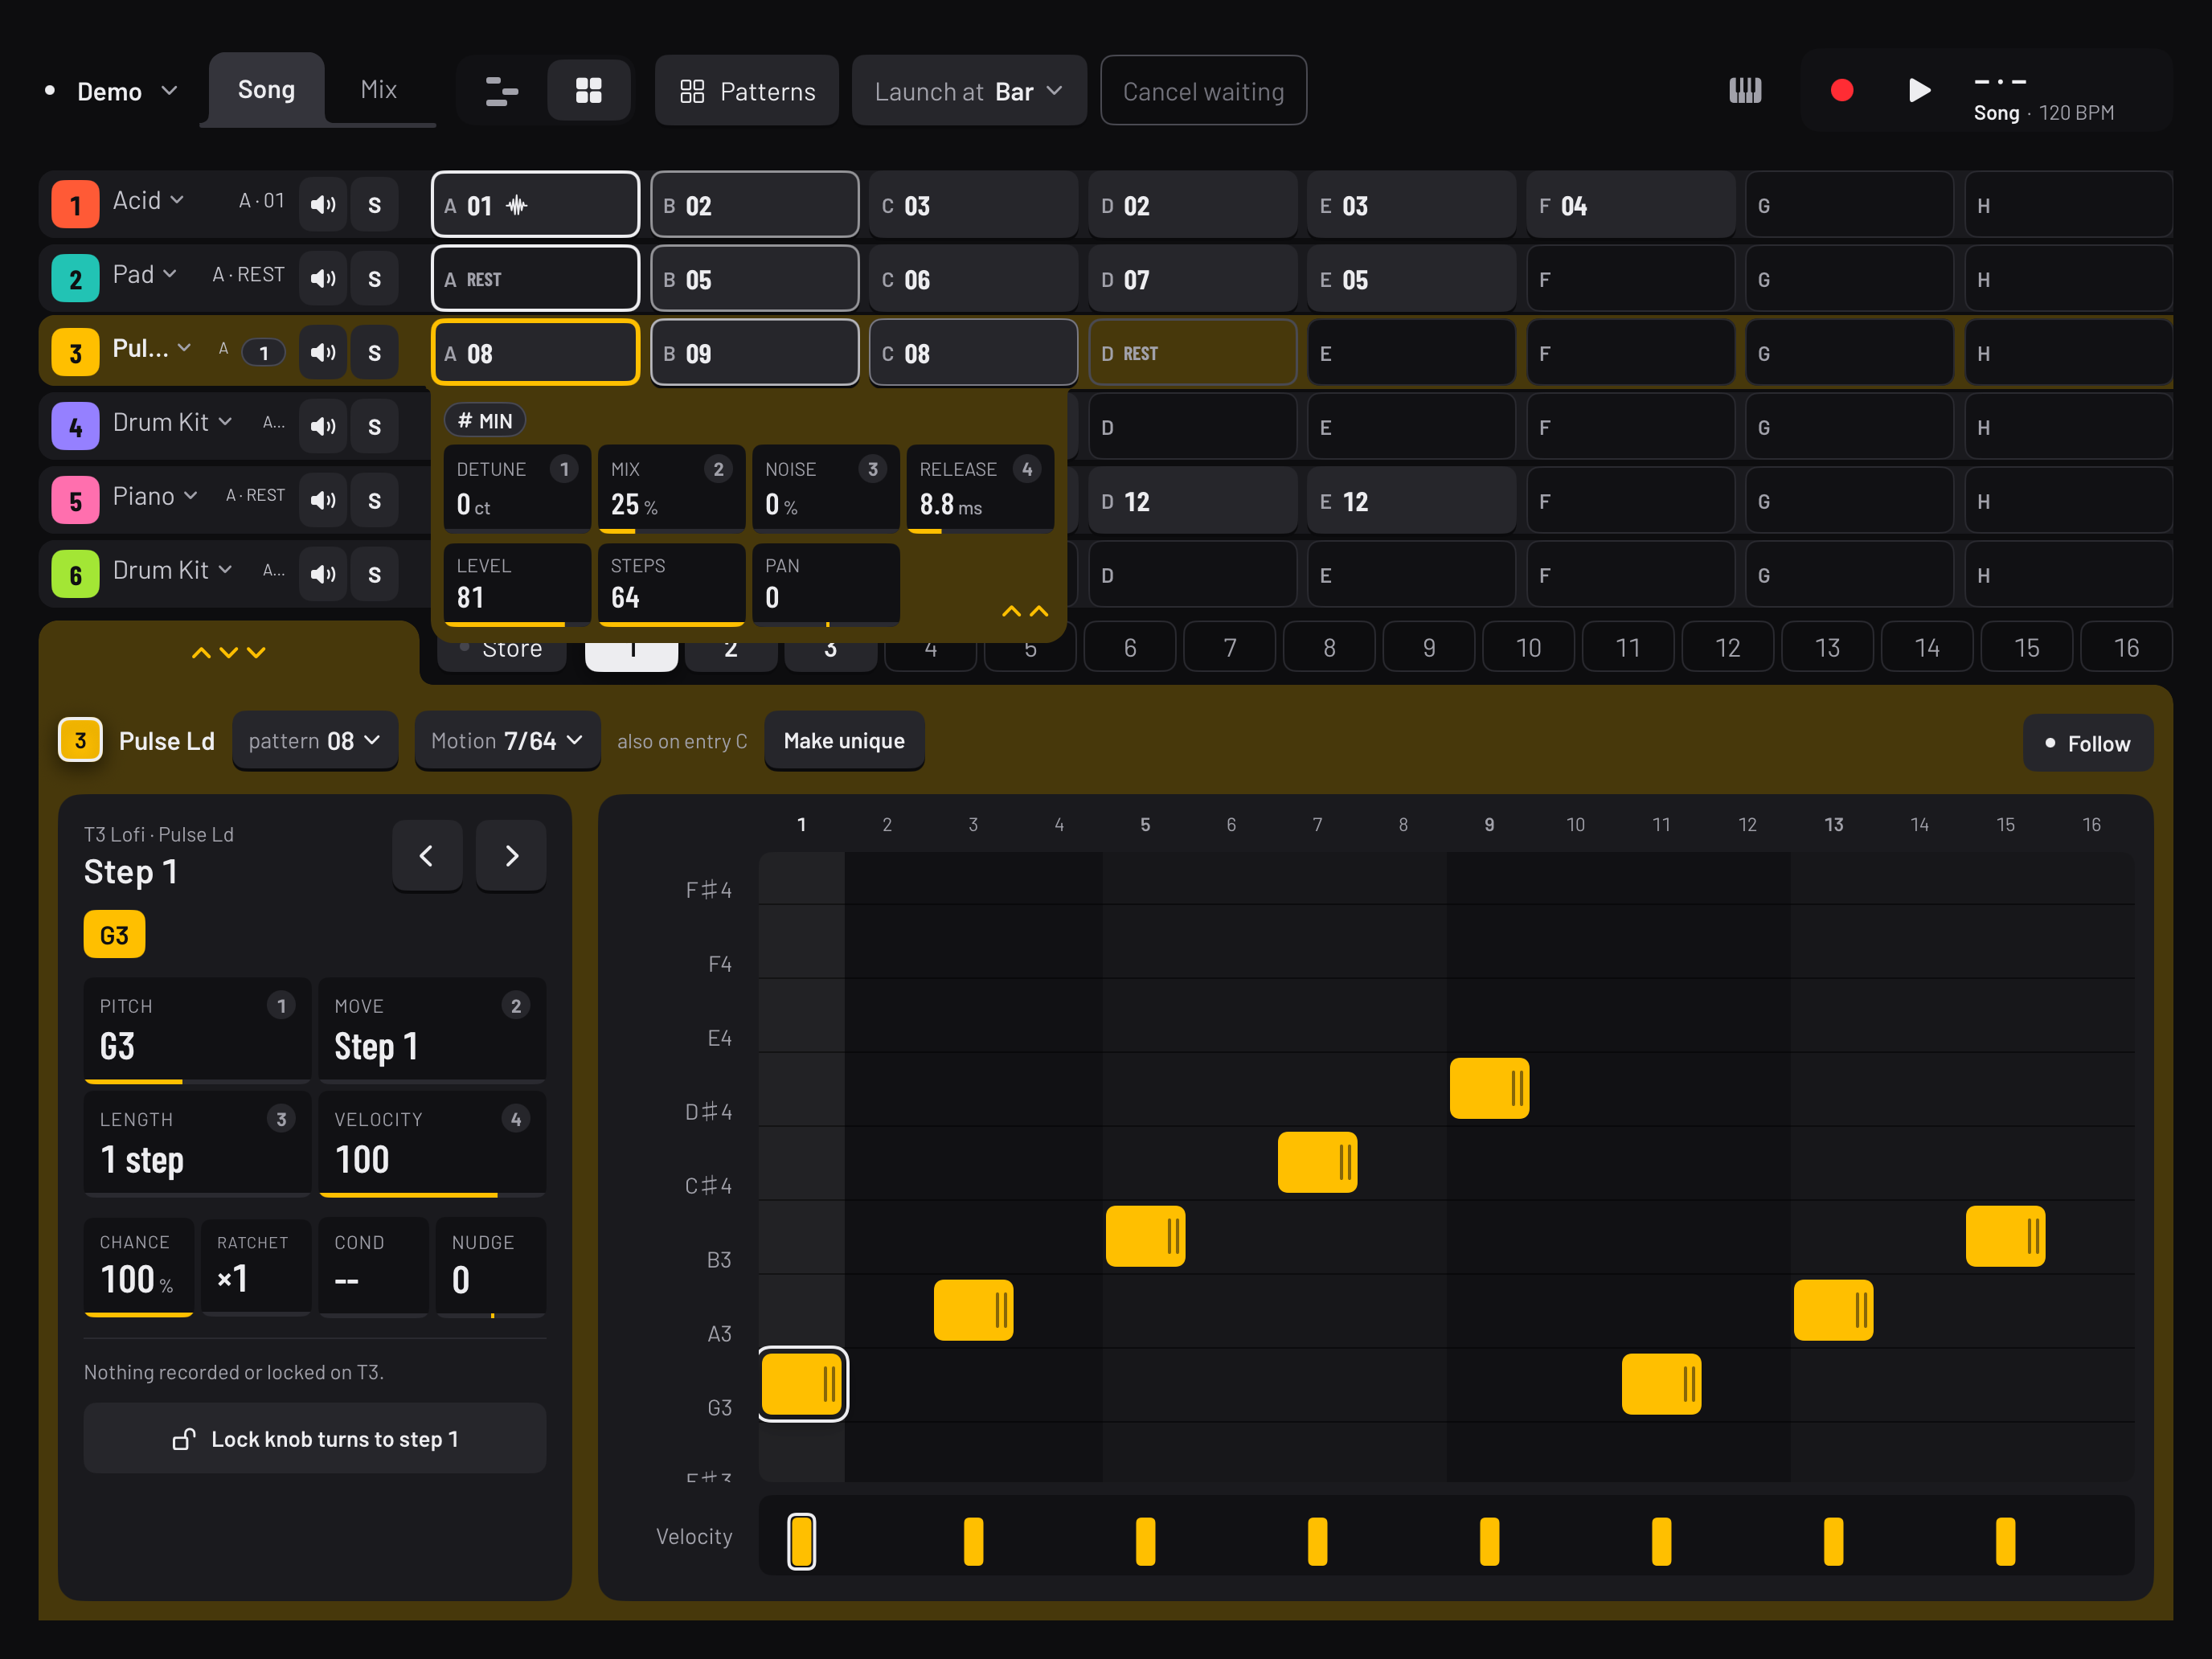 Demo Song Mix Patterns Launch at Bar Cancel waiting
Song · 120 BPM
1 Acid A · 01 S A 01 B 02 C 03 D 02 E 03 F 04 G H
2 Pad A · REST S A REST B 05 C 06 D 07 E 05 F G H
3 Pul... A 1 S A 08 B 09 C 08 D REST E F G H
4 Drum Kit A... S D E F G H
# MIN
DETUNE 1 MIX 2 NOISE 3 RELEASE 4
0 ct 25 % 0 % 8.8 ms
5 Piano A · REST S D 12 E 12 F G H
6 Drum Kit A... S D E F G H
LEVEL STEPS PAN
81 64 0
Store 1 2 3 4 5 6 7 8 9 10 11 12 13 14 15 16
3 Pulse Ld pattern 08 Motion 7/64 also on entry C Make unique Follow
T3 Lofi · Pulse Ld
Step 1
G3
PITCH 1 MOVE 2
G3 Step 1
LENGTH 3 VELOCITY 4
1 step 100
CHANCE RATCHET COND NUDGE
100 % ×1 -- 0
Nothing recorded or locked on T3.
Lock knob turns to step 1
1 2 3 4 5 6 7 8 9 10 11 12 13 14 15 16
F♯4
F4
E4
D♯4
C♯4
B3
A3
G3
Velocity